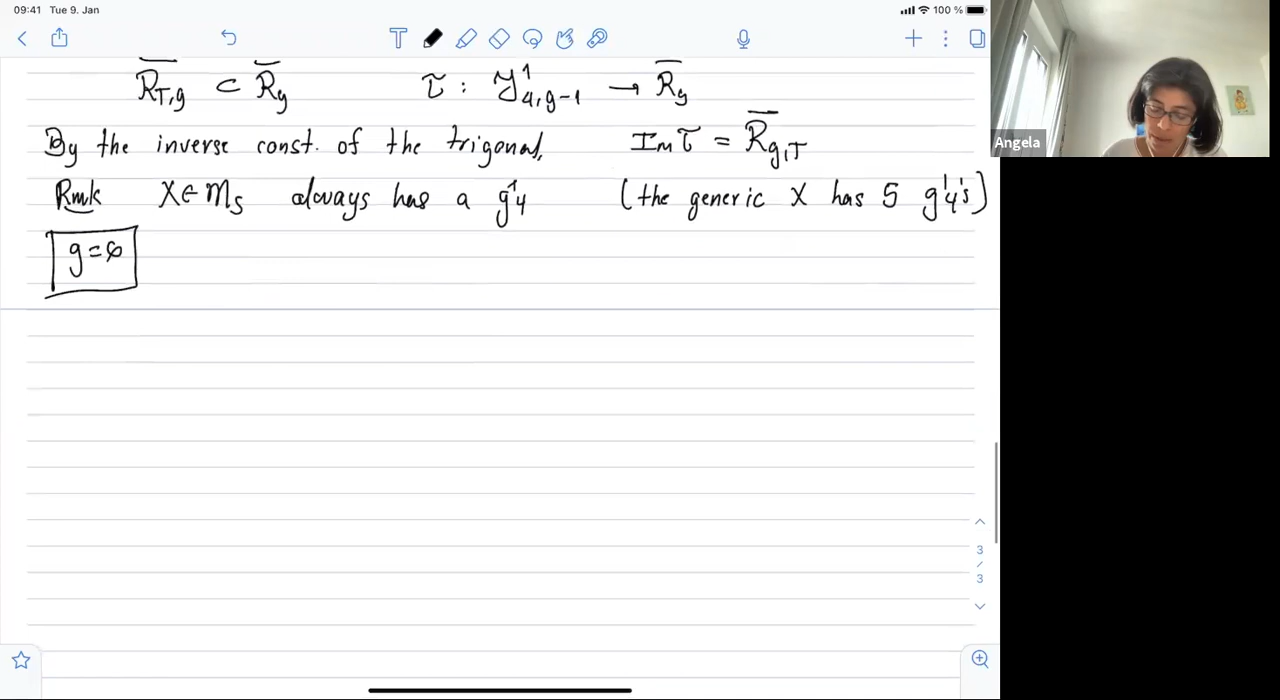 09:41 Tue 9. Jan 100 %
R̅_{T,g} ⊂ R̅_g τ : 𝒴^1_{4,g-1} → R̅_g
By the inverse const. of the trigonal, Im τ = R̅_{g,T}
Rmk X ∈ M_5 always has a g^1_4 (the generic X has 5 g^1_4's)
g=6
Angela
3
/
3